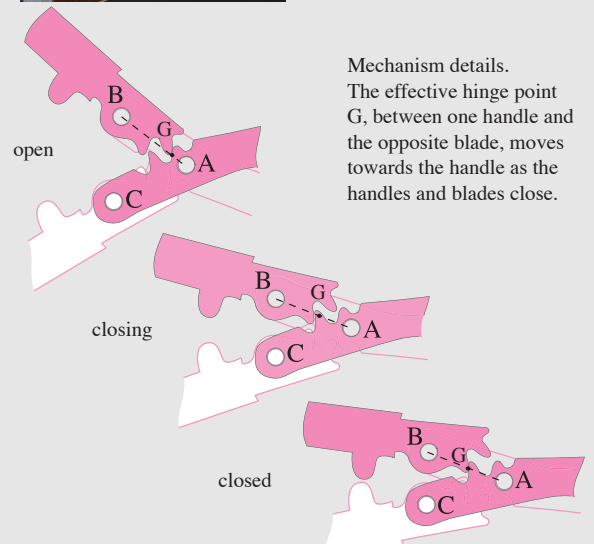 Mechanism details.
The effective hinge point
G, between one handle and
the opposite blade, moves
towards the handle as the
handles and blades close.
B
G
A
C
open
B
G
A
C
closing
B
G
A
C
closed